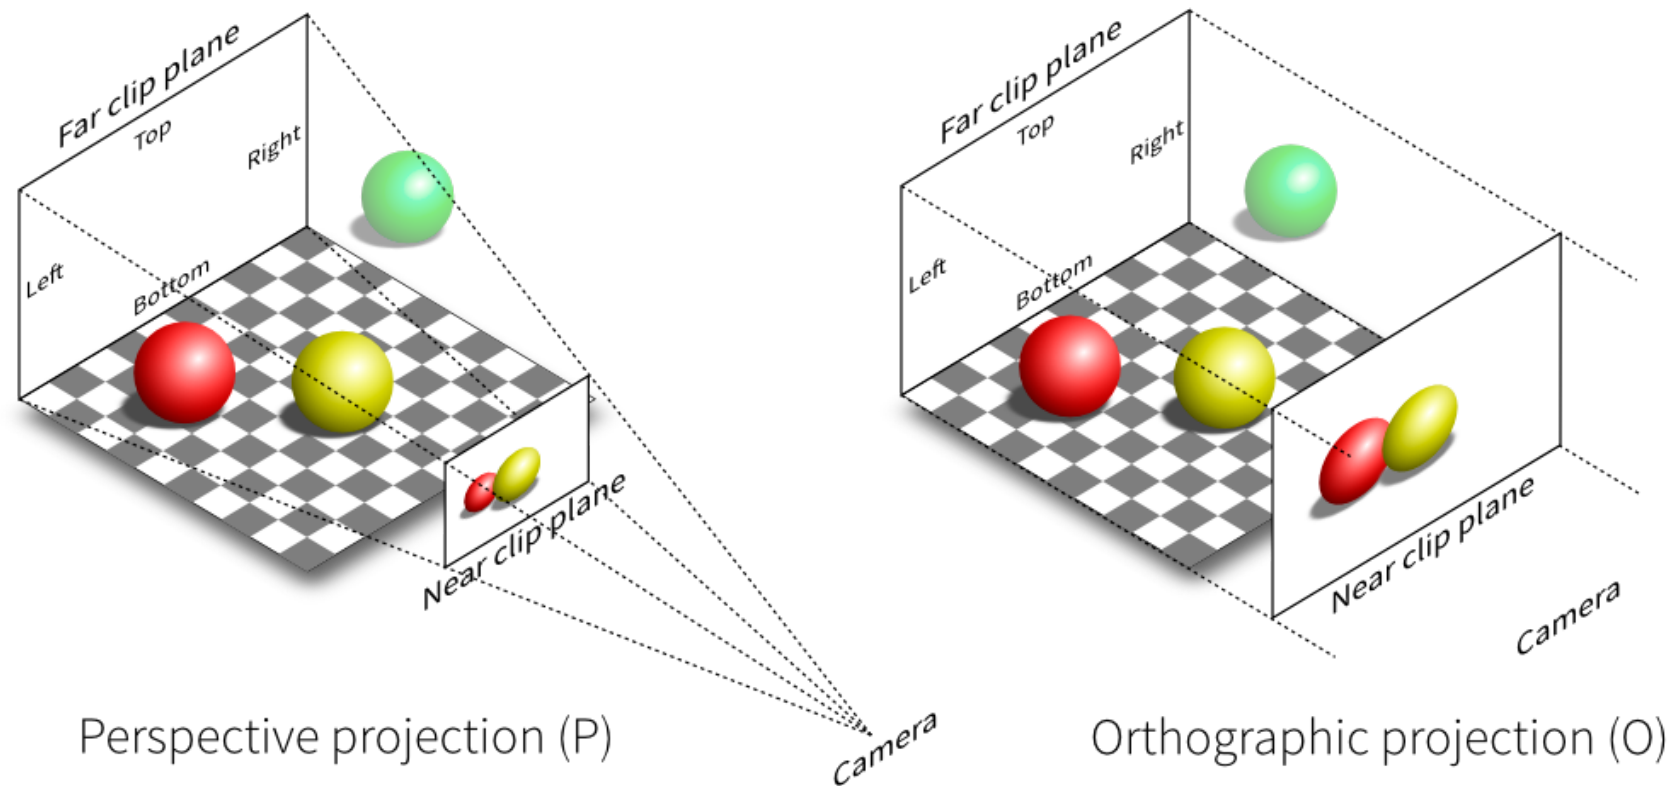 Far clip plane
Top
Right
Left
Bottom
Near clip plane
Camera
Perspective projection (P)
Far clip plane
Top
Right
Left
Bottom
Near clip plane
Camera
Orthographic projection (O)